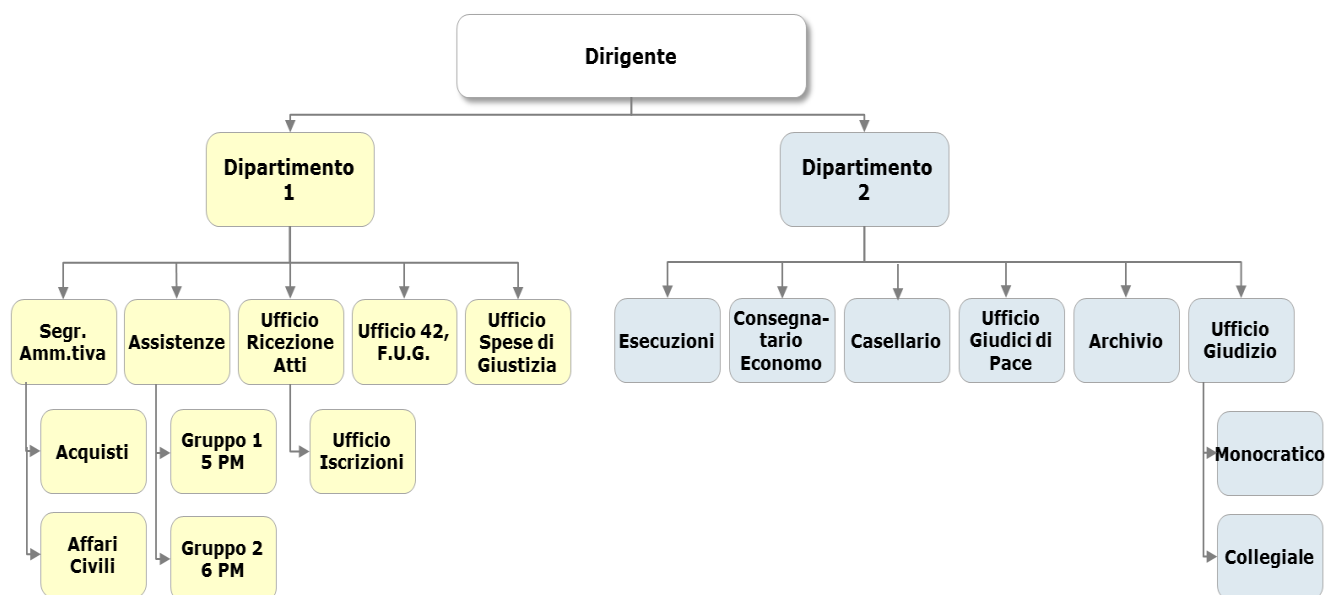 Dirigente
Dipartimento
1
Dipartimento
2
Segr.
Amm.tiva
Assistenze
Ufficio
Ricezione
Atti
Ufficio 42,
F.U.G.
Ufficio
Spese di
Giustizia
Esecuzioni
Consegna-
tario
Economo
Casellario
Ufficio
Giudici di
Pace
Archivio
Ufficio
Giudizio
Acquisti
Gruppo 1
5 PM
Ufficio
Iscrizioni
Monocratico
Affari
Civili
Gruppo 2
6 PM
Collegiale